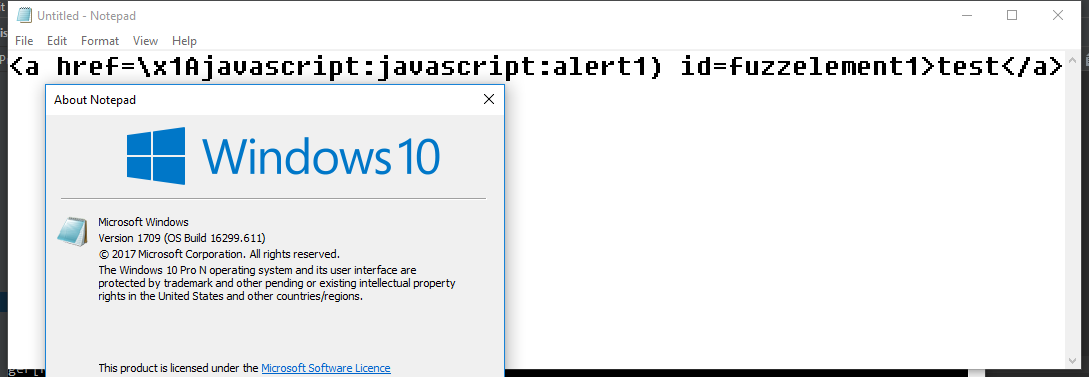 Untitled - Notepad
File Edit Format View Help
<a href=\x1Ajavascript:javascript:alert1) id=fuzzelement1>test</a>
About Notepad
Windows 10
Microsoft Windows
Version 1709 (OS Build 16299.611)
© 2017 Microsoft Corporation. All rights reserved.
The Windows 10 Pro N operating system and its user interface are
protected by trademark and other pending or existing intellectual property
rights in the United States and other countries/regions.
This product is licensed under the Microsoft Software Licence